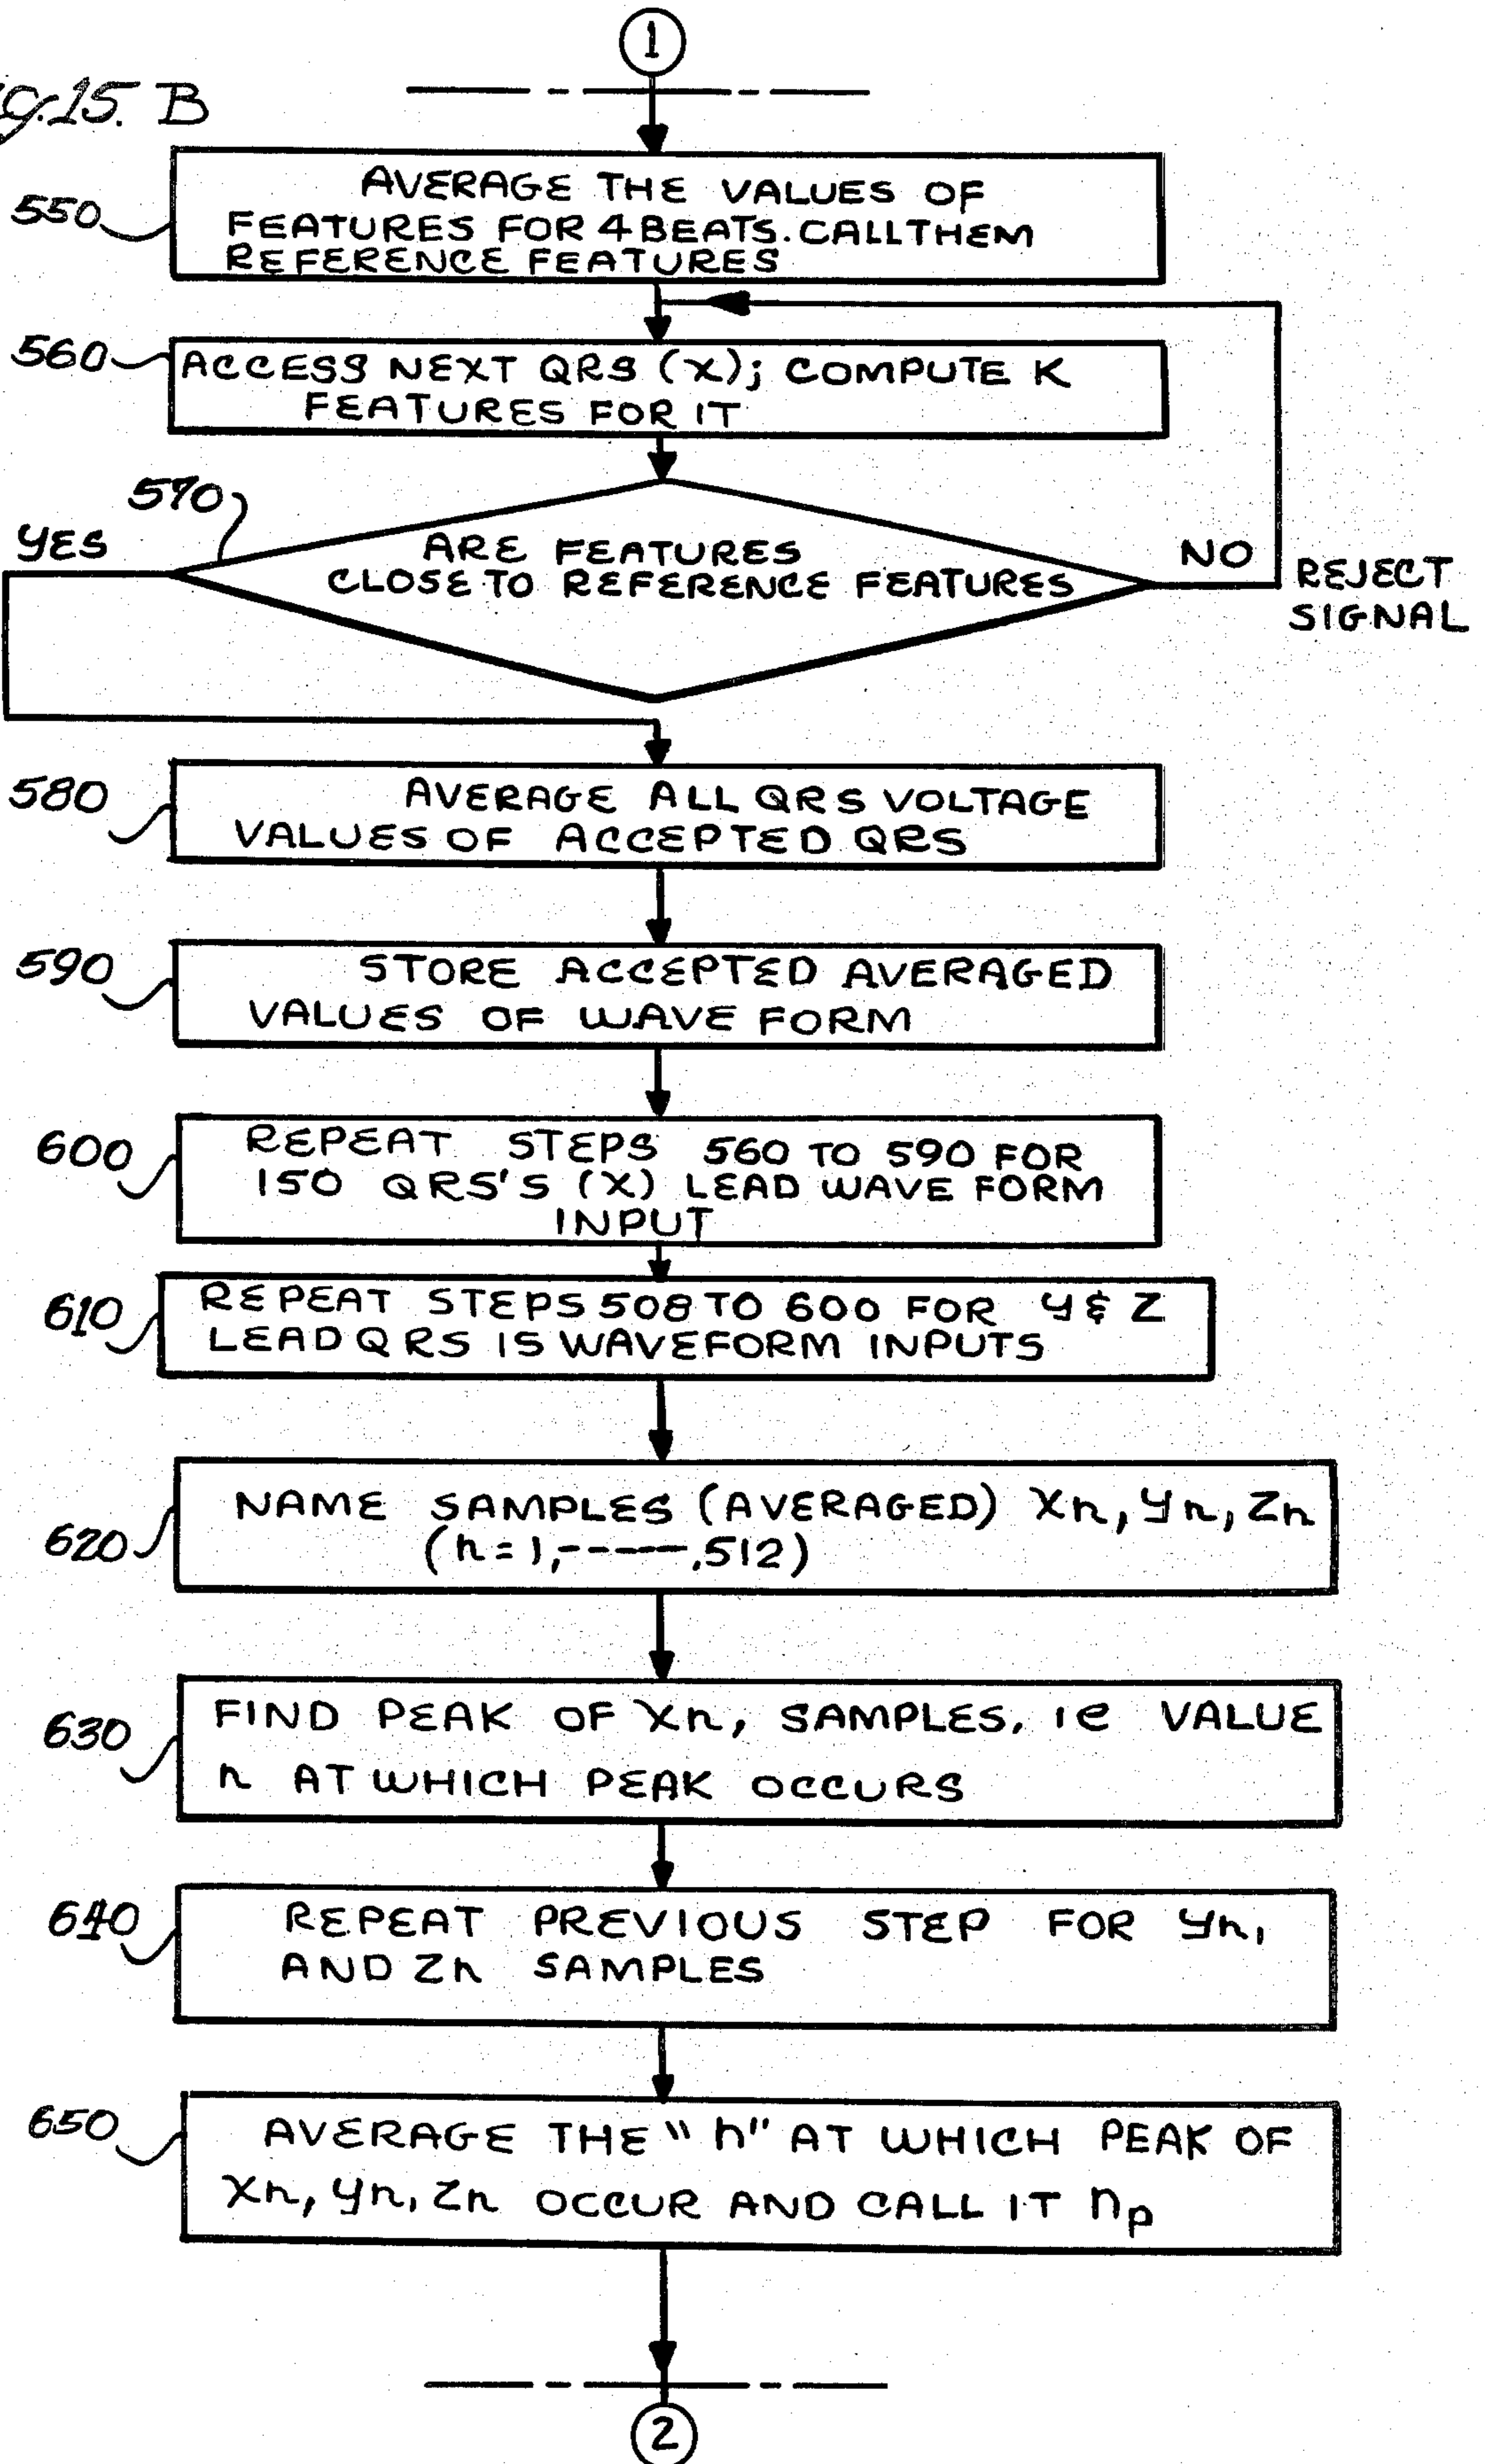 1
g.15. B
550
AVERAGE THE VALUES OF
FEATURES FOR 4 BEATS. CALL THEM
REFERENCE FEATURES
560
ACCESS NEXT QRS (X); COMPUTE K
FEATURES FOR IT
570
YES
ARE FEATURES
CLOSE TO REFERENCE FEATURES
NO
REJECT
SIGNAL
580
AVERAGE ALL QRS VOLTAGE
VALUES OF ACCEPTED QRS
590
STORE ACCEPTED AVERAGED
VALUES OF WAVE FORM
600
REPEAT STEPS 560 TO 590 FOR
150 QRS'S (X) LEAD WAVE FORM
INPUT
610
REPEAT STEPS 508 TO 600 FOR Y & Z
LEAD QRS IS WAVEFORM INPUTS
620
NAME SAMPLES (AVERAGED) Xn, Yn, Zn
(n=1,-----,512)
630
FIND PEAK OF Xn, SAMPLES, ie VALUE
n AT WHICH PEAK OCCURS
640
REPEAT PREVIOUS STEP FOR Yn,
AND Zn SAMPLES
650
AVERAGE THE "n" AT WHICH PEAK OF
Xn, Yn, Zn OCCUR AND CALL IT np
2